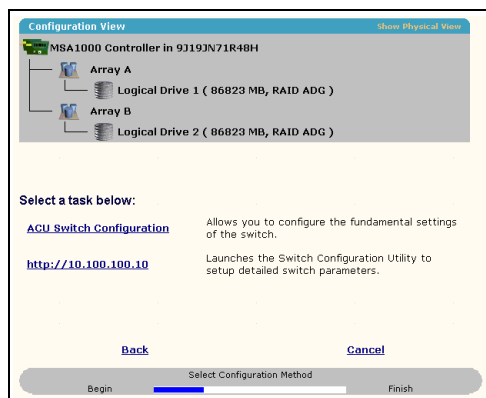 Configuration View
Show Physical View
MSA1000 Controller in 9J19JN71R48H
Array A
Logical Drive 1 ( 86823 MB, RAID ADG )
Array B
Logical Drive 2 ( 86823 MB, RAID ADG )
Select a task below:
ACU Switch Configuration
Allows you to configure the fundamental settings
of the switch.
http://10.100.100.10
Launches the Switch Configuration Utility to
setup detailed switch parameters.
Back
Cancel
Select Configuration Method
Begin
Finish